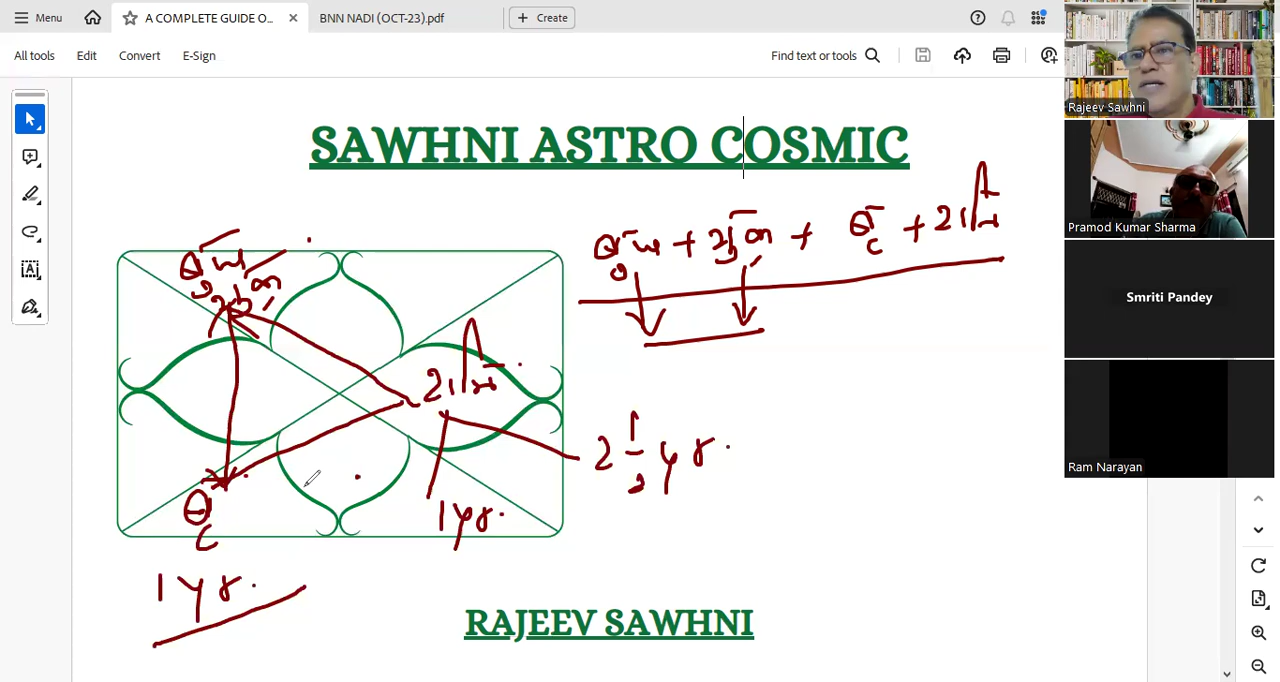 Menu
A COMPLETE GUIDE O...
BNN NADI (OCT-23).pdf
Create
All tools
Edit
Convert
E-Sign
Find text or tools
SAWHNI ASTRO COSMIC
2 1/2 yr.
1 yr.
1 yr.
RAJEEV SAWHNI
Rajeev Sawhni
Pramod Kumar Sharma
Smriti Pandey
Ram Narayan